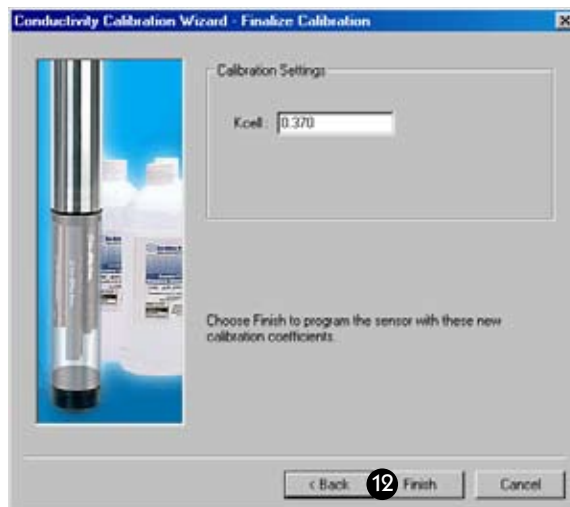 Conductivity Calibration Wizard - Finalize Calibration
Calibration Settings
Kcell: 0.370
Choose Finish to program the sensor with these new
calibration coefficients.
< Back 12 Finish Cancel